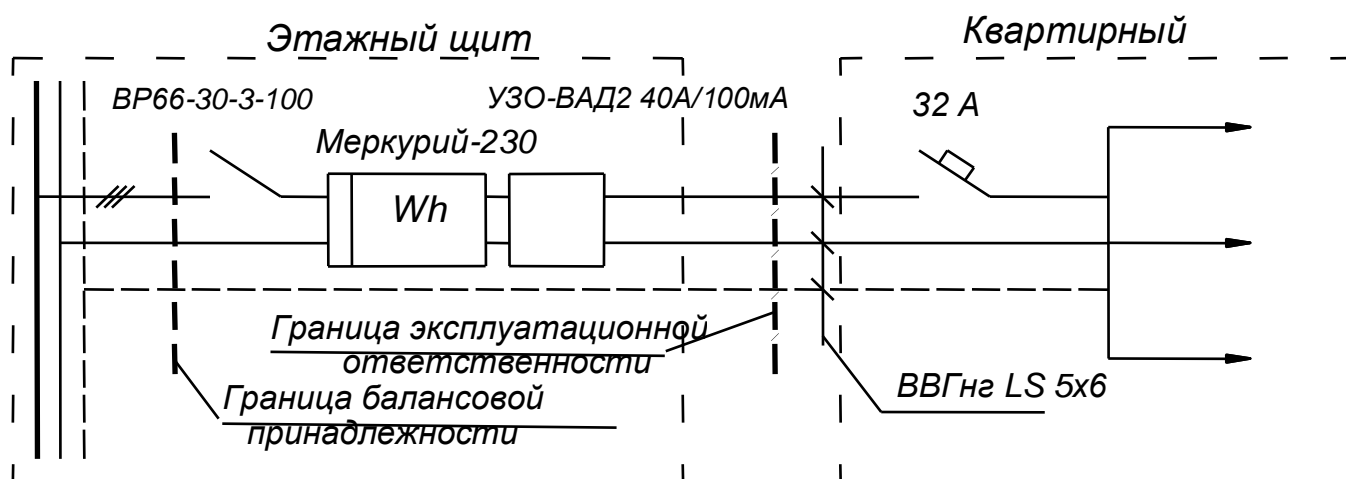 Этажный щит
Квартирный
ВР66-30-3-100
УЗО-ВАД2 40А/100мА
32 А
Меркурий-230
Wh
Граница эксплуатационной
ответственности
Граница балансовой
принадлежности
ВВГнг LS 5х6